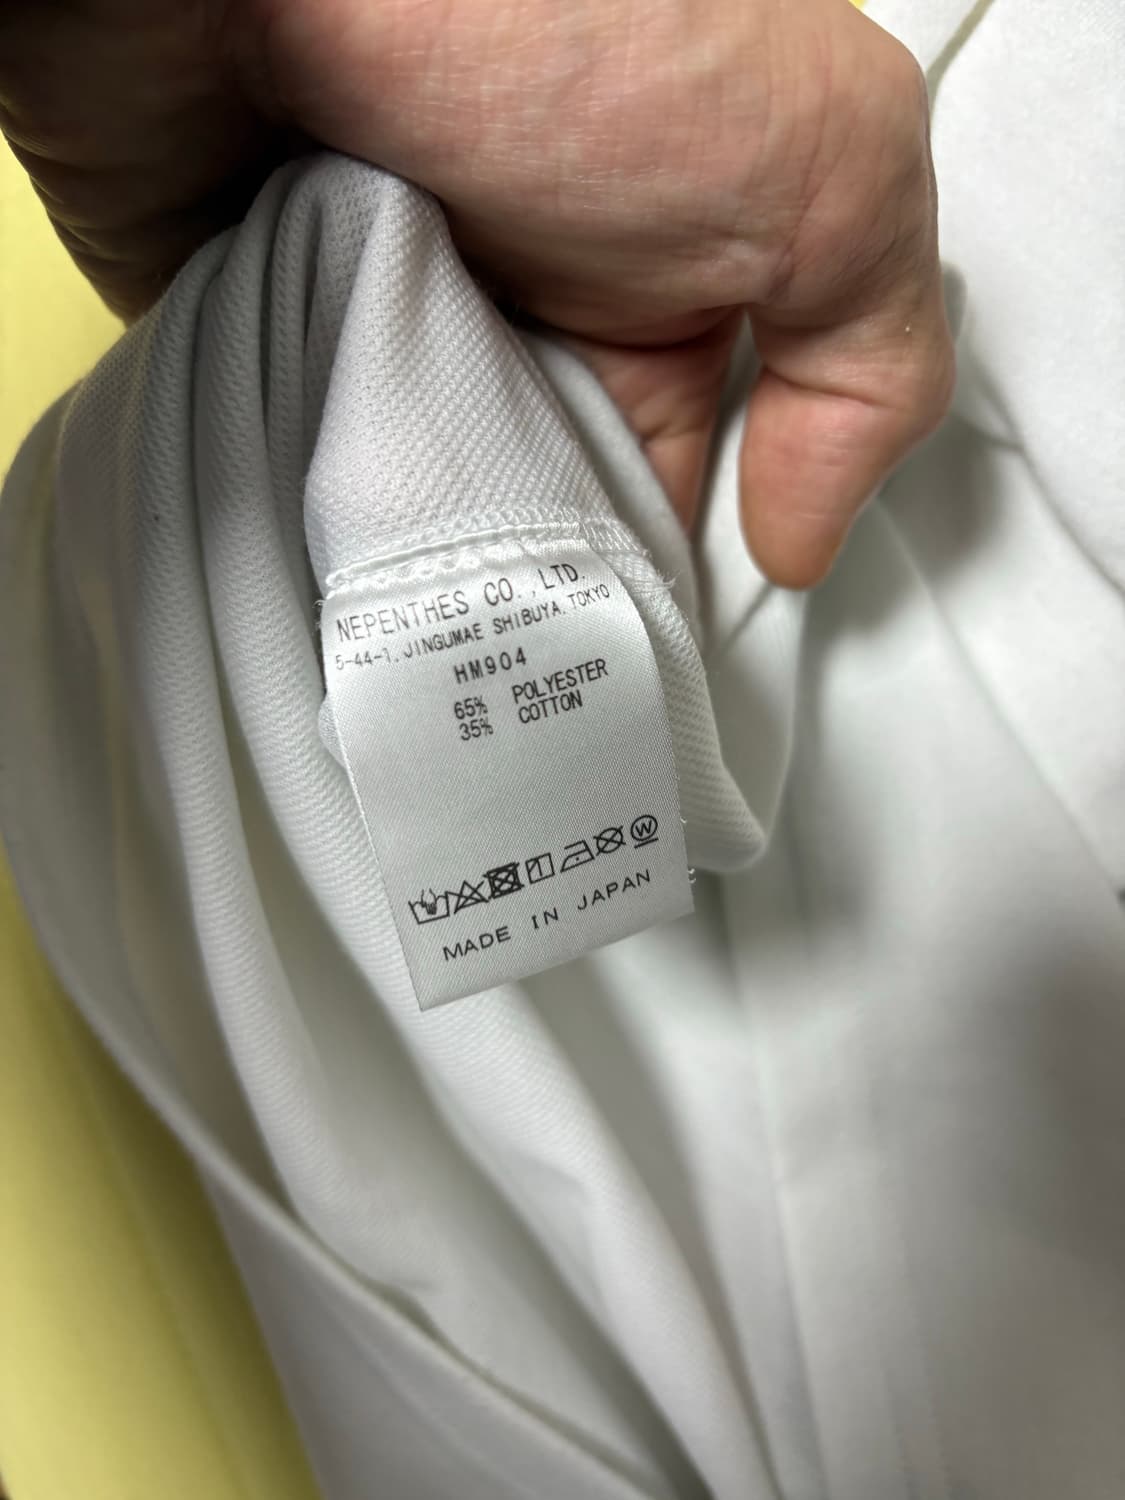 NEPENTHES CO.,LTD.
5-44-1, JINGUMAE SHIBUYA. TOKYO
HM904
65% POLYESTER
35% COTTON
W
MADE IN JAPAN